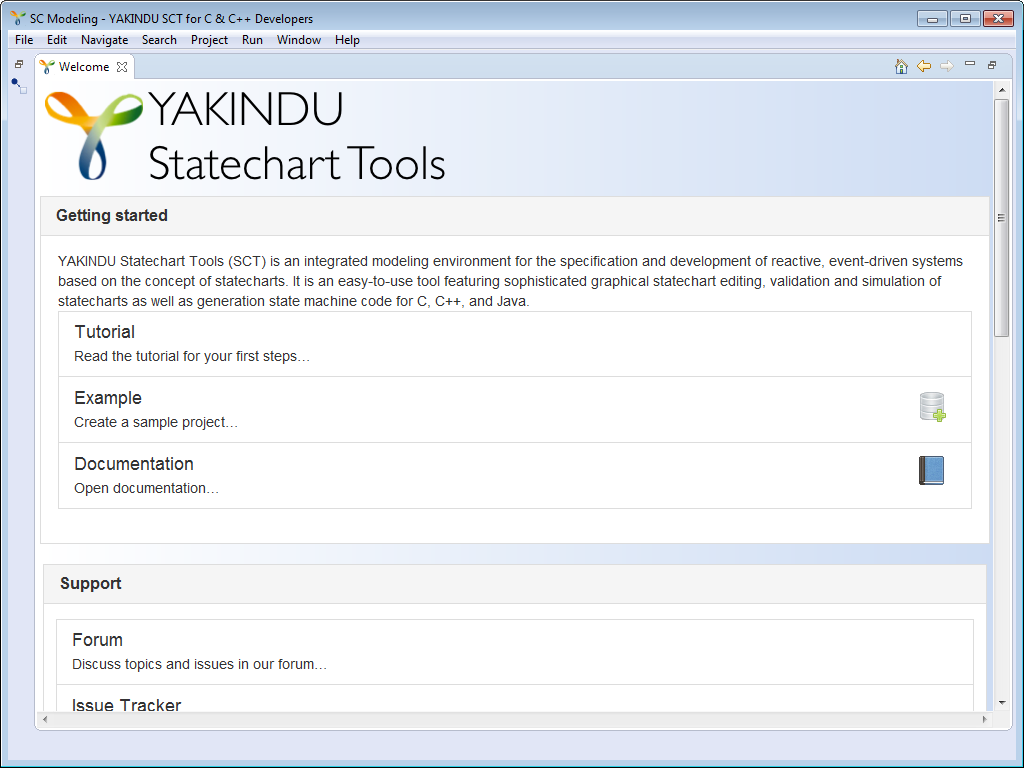 SC Modeling - YAKINDU SCT for C & C++ Developers
File Edit Navigate Search Project Run Window Help
Welcome
YAKINDU
Statechart Tools
Getting started
YAKINDU Statechart Tools (SCT) is an integrated modeling environment for the specification and development of reactive, event-driven systems
based on the concept of statecharts. It is an easy-to-use tool featuring sophisticated graphical statechart editing, validation and simulation of
statecharts as well as generation state machine code for C, C++, and Java.
Tutorial
Read the tutorial for your first steps…
Example
Create a sample project…
Documentation
Open documentation…
Support
Forum
Discuss topics and issues in our forum…
Issue Tracker